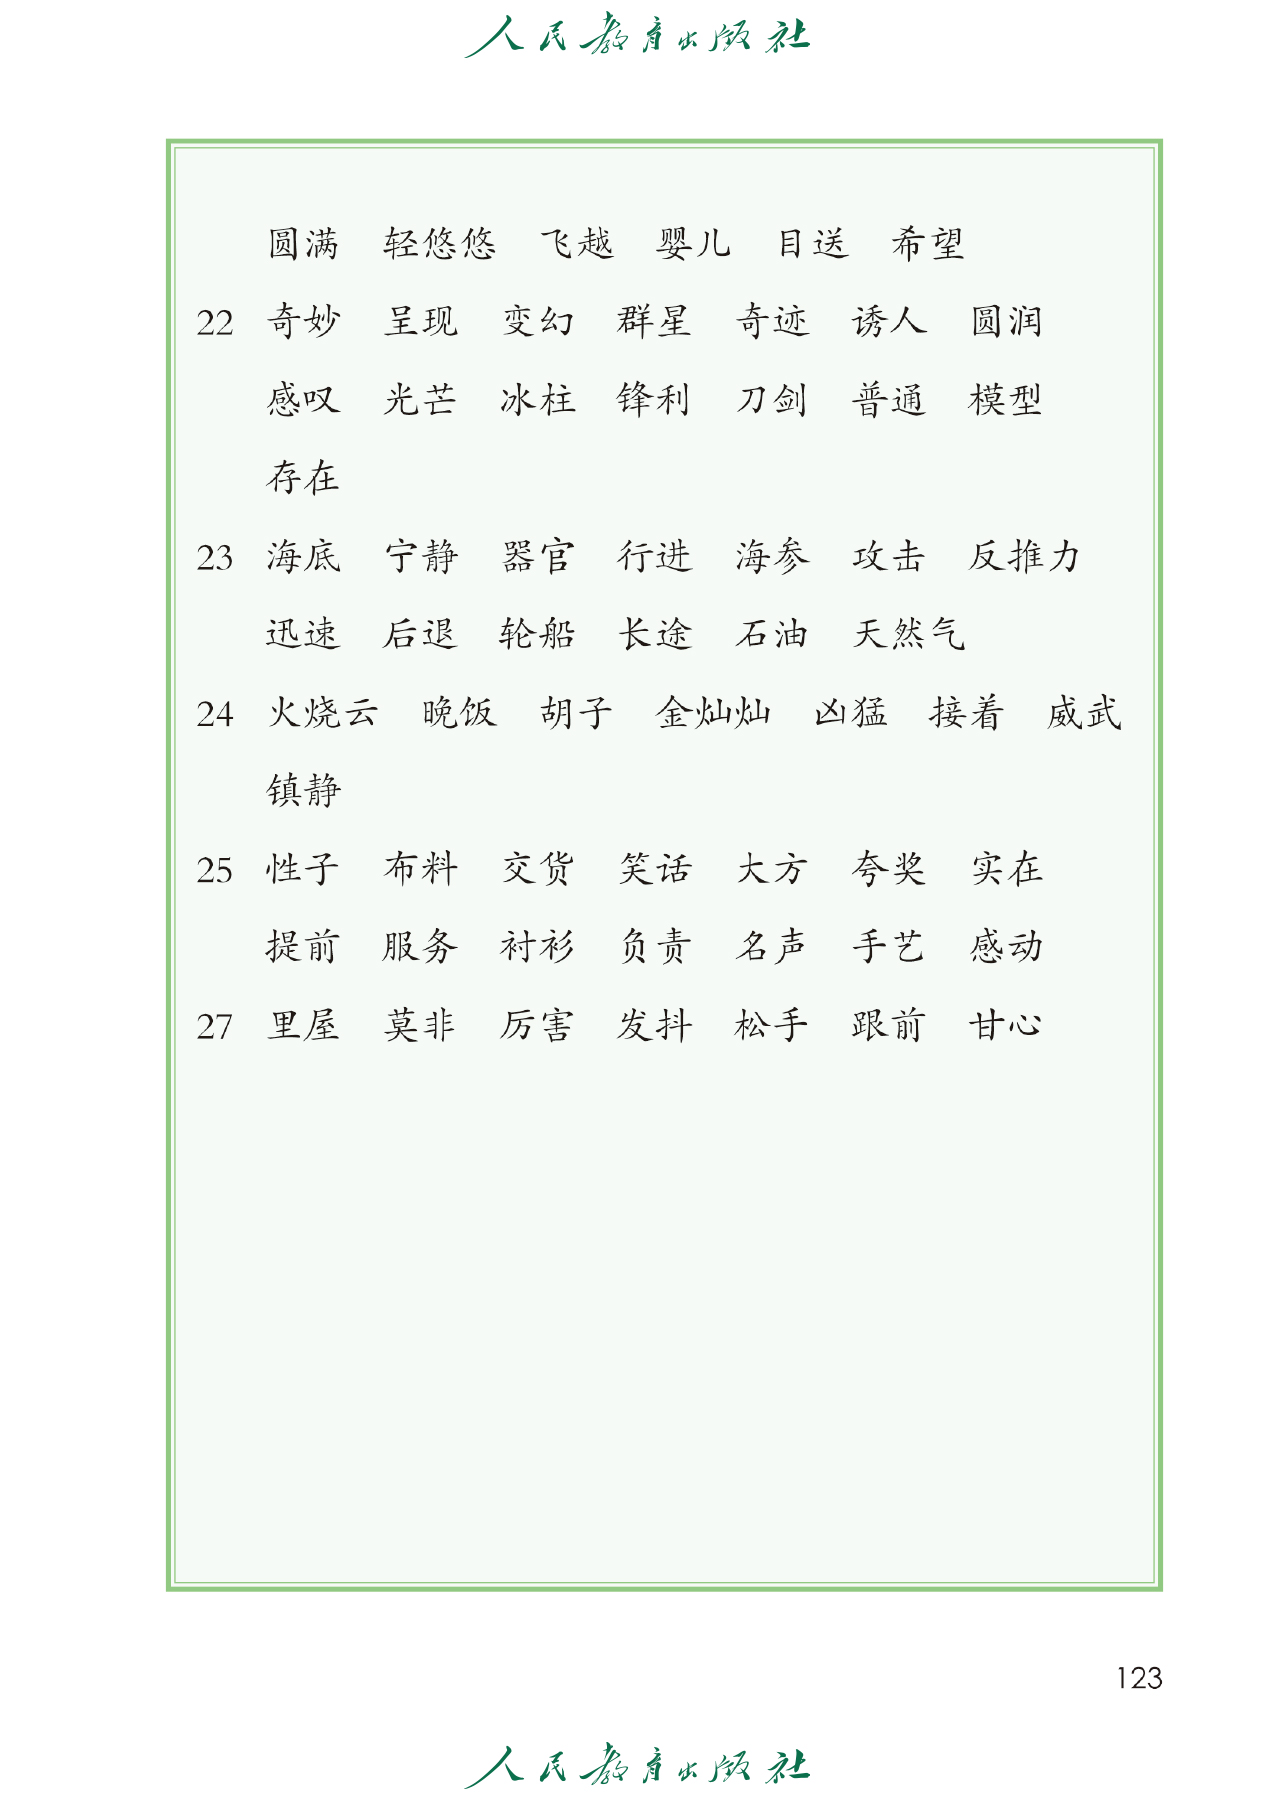 人民教育出版社
圆满 轻悠悠 飞越 婴儿 目送 希望
22 奇妙 呈现 变幻 群星 奇迹 诱人 圆润
感叹 光芒 冰柱 锋利 刀剑 普通 模型
存在
23 海底 宁静 器官 行进 海参 攻击 反推力
迅速 后退 轮船 长途 石油 天然气
24 火烧云 晚饭 胡子 金灿灿 凶猛 接着 威武
镇静
25 性子 布料 交货 笑话 大方 夸奖 实在
提前 服务 衬衫 负责 名声 手艺 感动
27 里屋 莫非 厉害 发抖 松手 跟前 甘心
123
人民教育出版社